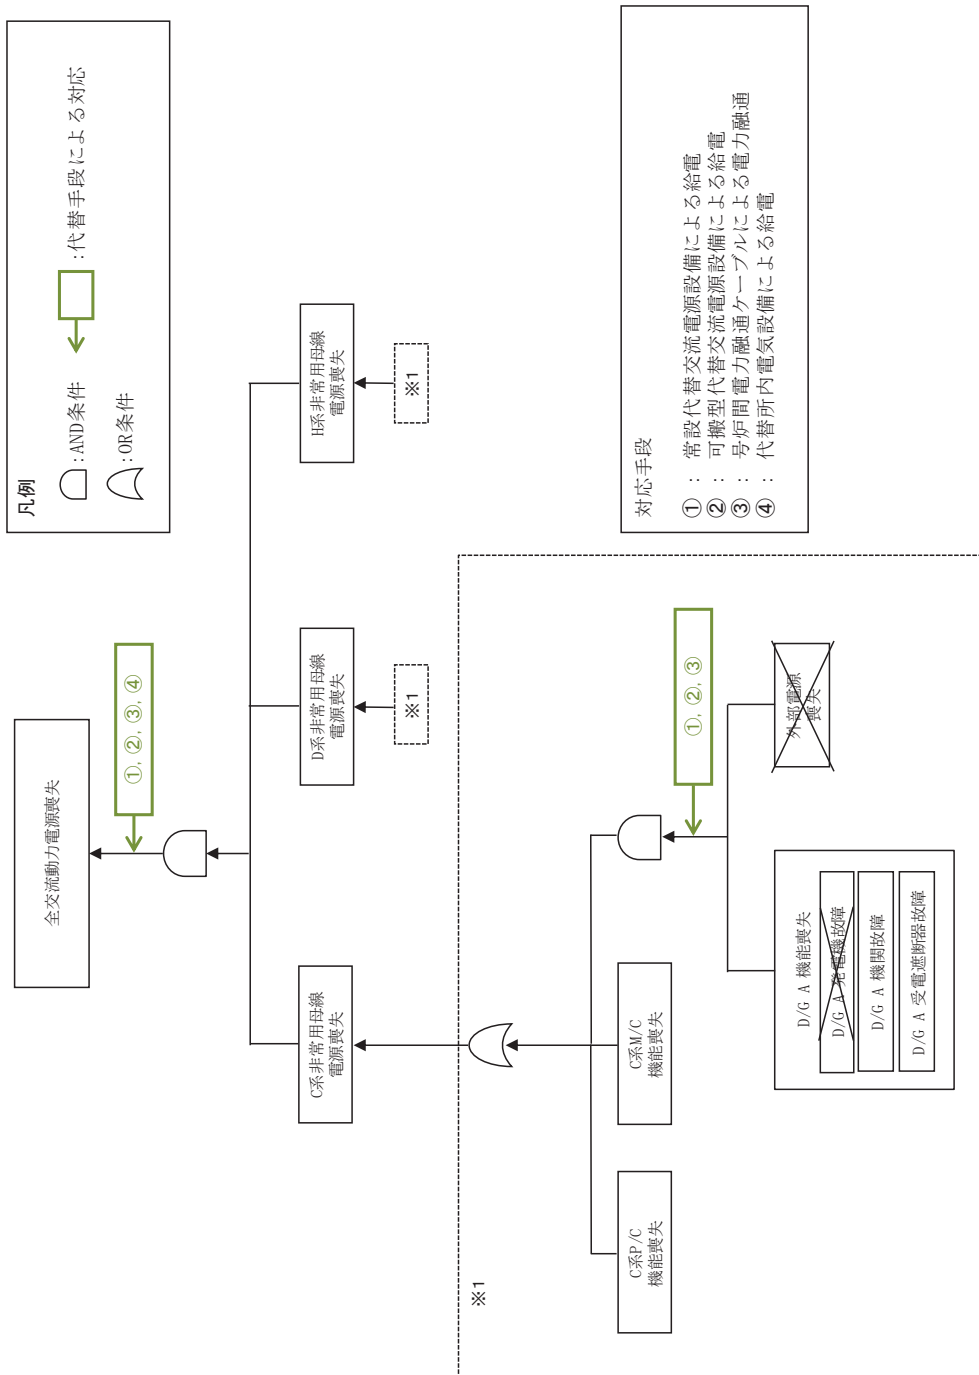 凡例
:AND条件
:OR条件
:代替手段による対応
全交流動力電源喪失
①, ②, ③, ④
C系非常用母線
電源喪失
D系非常用母線
電源喪失
H系非常用母線
電源喪失
※1
※1
※1
C系P/C
機能喪失
C系M/C
機能喪失
①, ②, ③
D/G A 機能喪失
D/G A 発電機故障
D/G A 機関故障
D/G A 受電遮断器故障
外部電源
喪失
対応手段
①： 常設代替交流電源設備による給電
②： 可搬型代替交流電源設備による給電
③： 号炉間電力融通ケーブルによる電力融通
④： 代替所内電気設備による給電